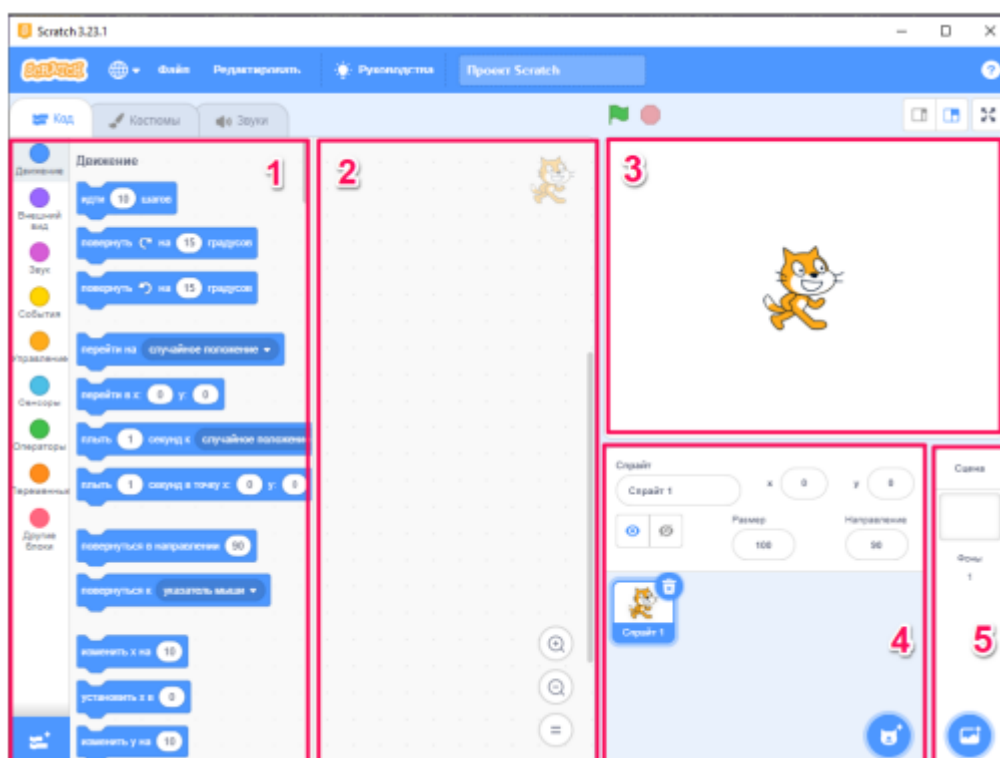 Scratch 3.23.1
SCRATCH Файл Редактировать Руководства Проект Scratch ?
Код Костюмы Звуки
1
Движение
Внешний вид
Звук
События
Управление
Сенсоры
Операторы
Переменные
Другие блоки
Движение
идти 10 шагов
повернуть на 15 градусов
повернуть на 15 градусов
перейти на случайное положение
перейти в x: 0 y: 0
плыть 1 секунд к случайное положени
плыть 1 секунд в точку x: 0 y: 0
повернуться в направлении 90
повернуться к указатель мыши
изменить x на 10
установить x в 0
изменить y на 10
2
3
Спрайт
Спрайт 1 x 0 y 0
Размер Направление
100 90
Спрайт 1
4
Сцена
Фоны
1
5